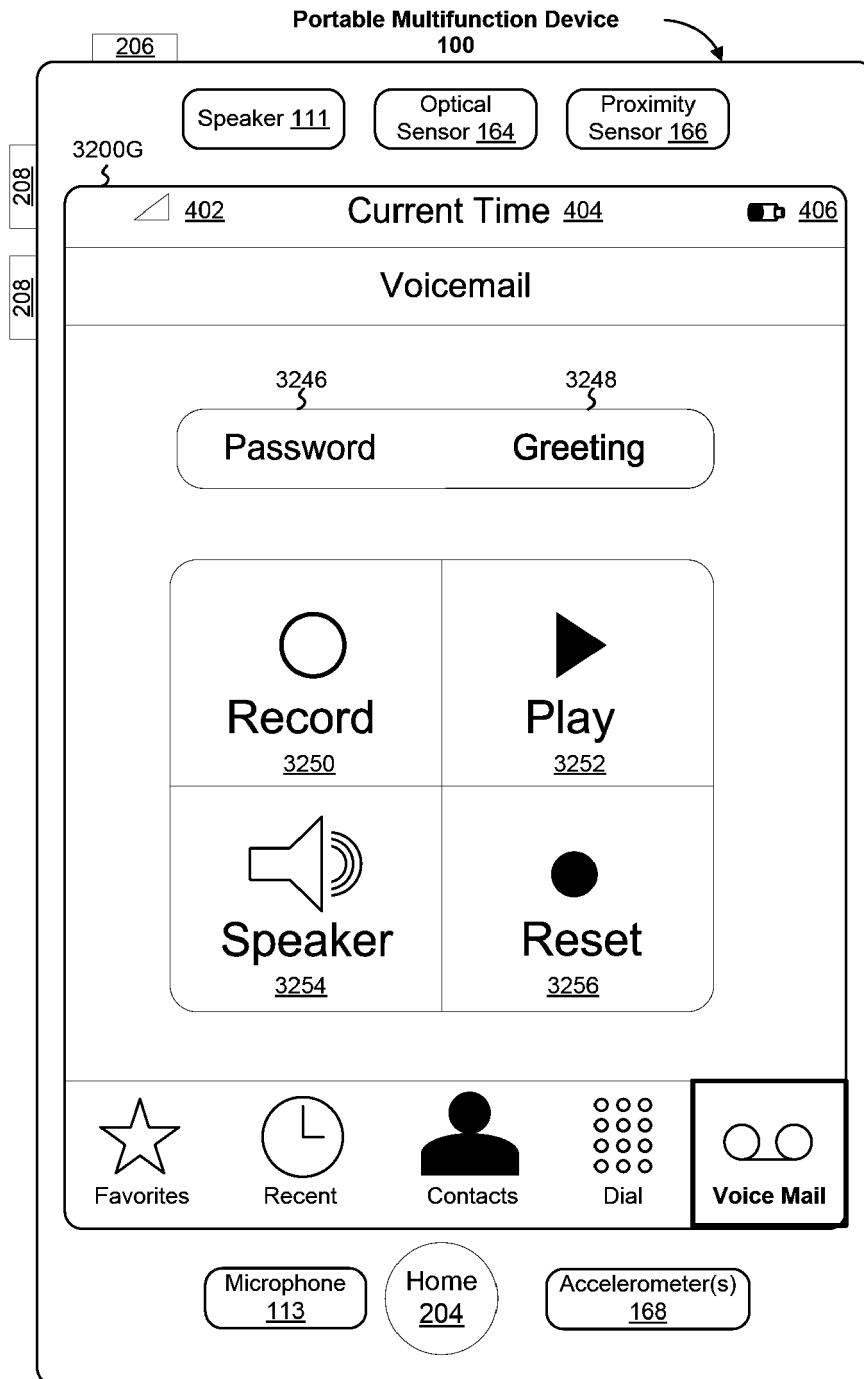 Portable Multifunction Device
100
206
Speaker 111
Optical
Sensor 164
Proximity
Sensor 166
3200G
208
402
Current Time 404
406
208
Voicemail
3246
3248
Password
Greeting
Record
3250
Play
3252
Speaker
3254
Reset
3256
Favorites
Recent
Contacts
Dial
Voice Mail
Microphone
113
Home
204
Accelerometer(s)
168